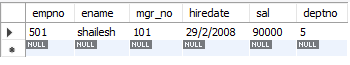 empno ename mgr_no hiredate sal deptno
501 shailesh 101 29/2/2008 90000 5
NULL NULL NULL NULL NULL NULL